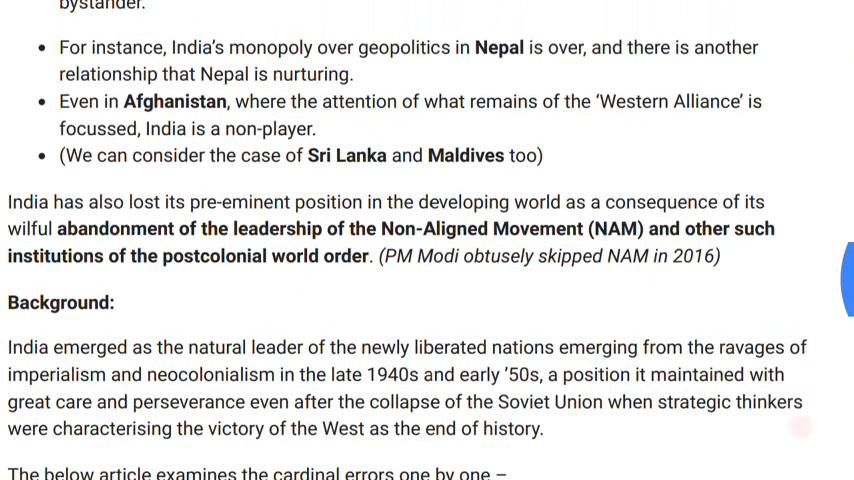 bystander.
• For instance, India’s monopoly over geopolitics in Nepal is over, and there is another
relationship that Nepal is nurturing.
• Even in Afghanistan, where the attention of what remains of the ‘Western Alliance’ is
focussed, India is a non-player.
• (We can consider the case of Sri Lanka and Maldives too)
India has also lost its pre-eminent position in the developing world as a consequence of its
wilful abandonment of the leadership of the Non-Aligned Movement (NAM) and other such
institutions of the postcolonial world order. (PM Modi obtusely skipped NAM in 2016)
Background:
India emerged as the natural leader of the newly liberated nations emerging from the ravages of
imperialism and neocolonialism in the late 1940s and early ’50s, a position it maintained with
great care and perseverance even after the collapse of the Soviet Union when strategic thinkers
were characterising the victory of the West as the end of history.
The below article examines the cardinal errors one by one –